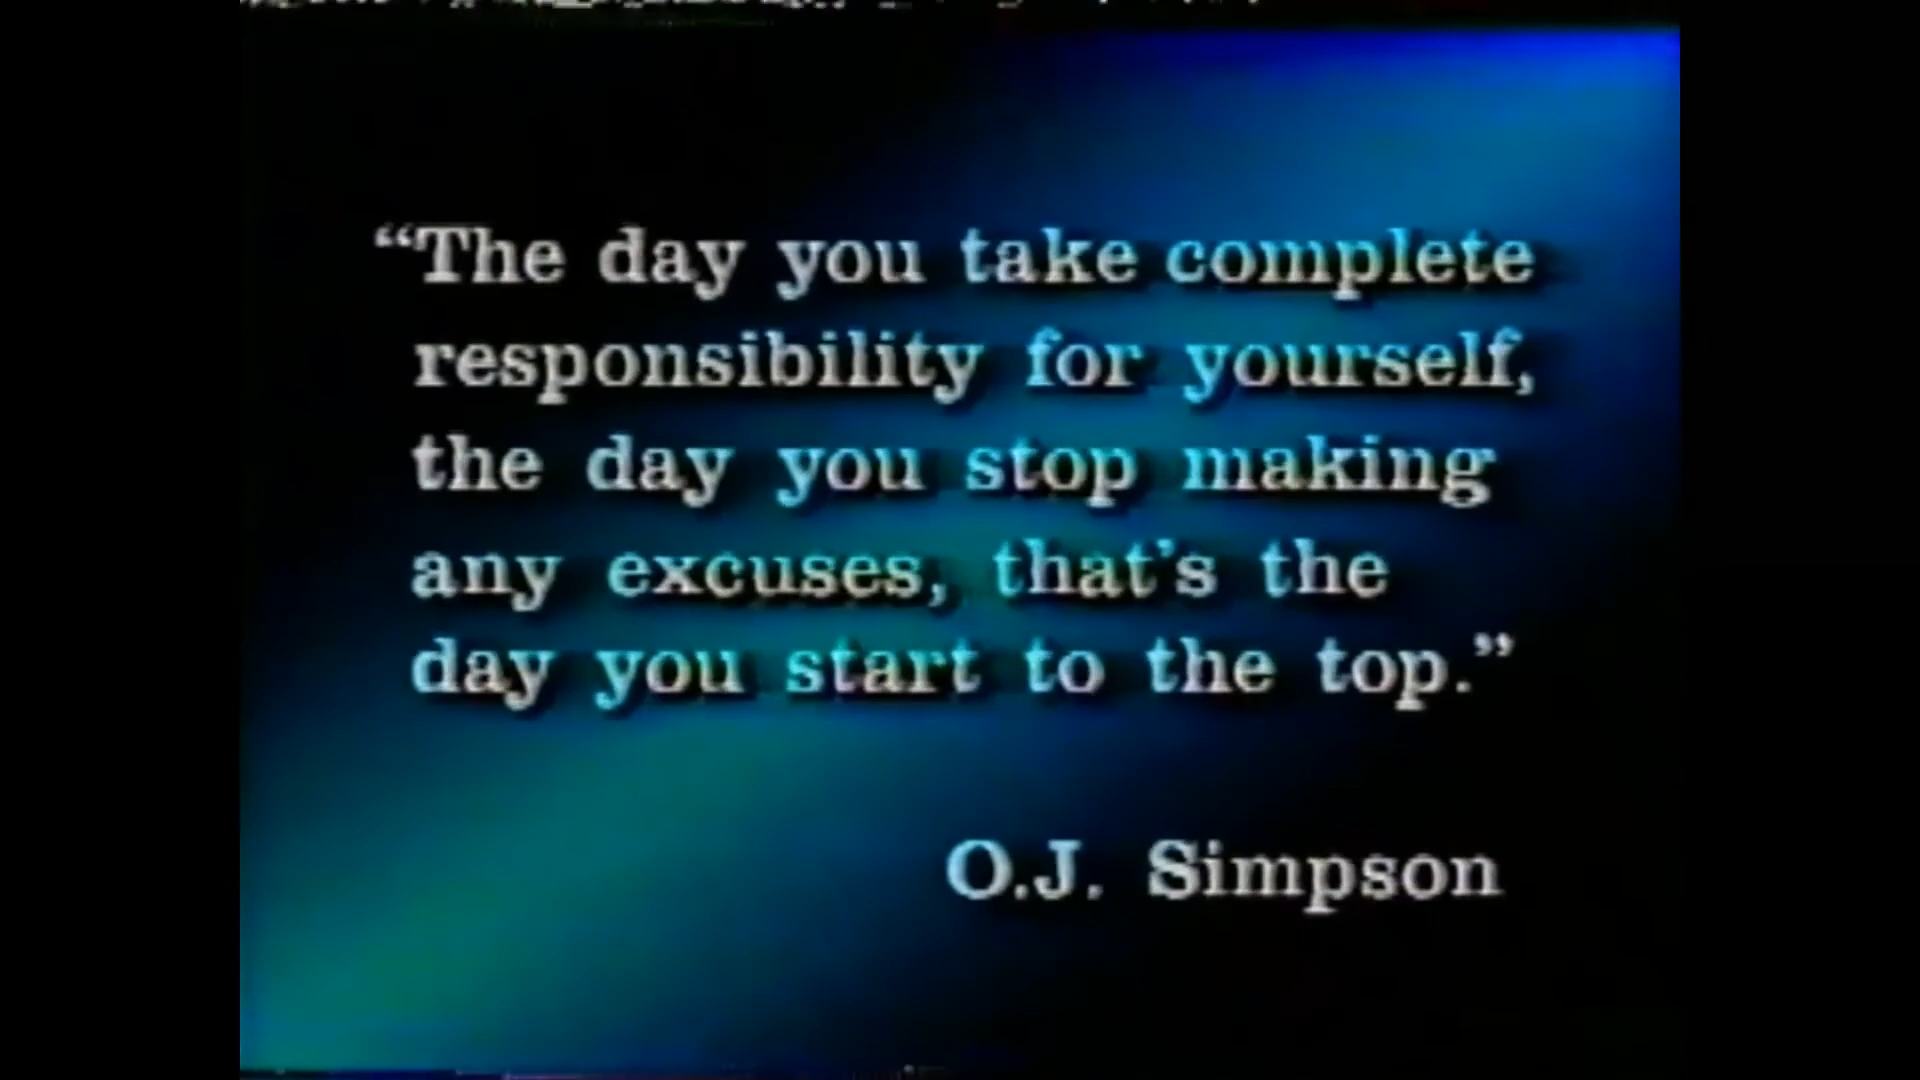 “The day you take complete
responsibility for yourself,
the day you stop making
any excuses, that’s the
day you start to the top.”
O.J. Simpson